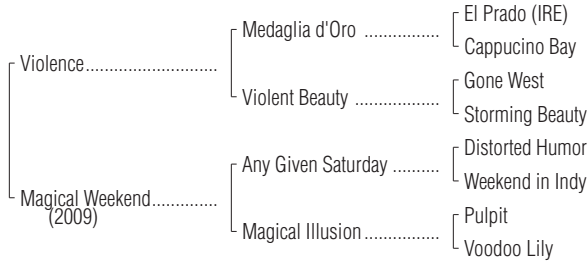 El Prado (IRE)
Medaglia d'Oro ..................
Cappucino Bay
Violence..............................
Gone West
Violent Beauty ....................
Storming Beauty
Distorted Humor
Any Given Saturday ...........
Weekend in Indy
Magical Weekend...............
(2009)
Pulpit
Magical Illusion..................
Voodoo Lily